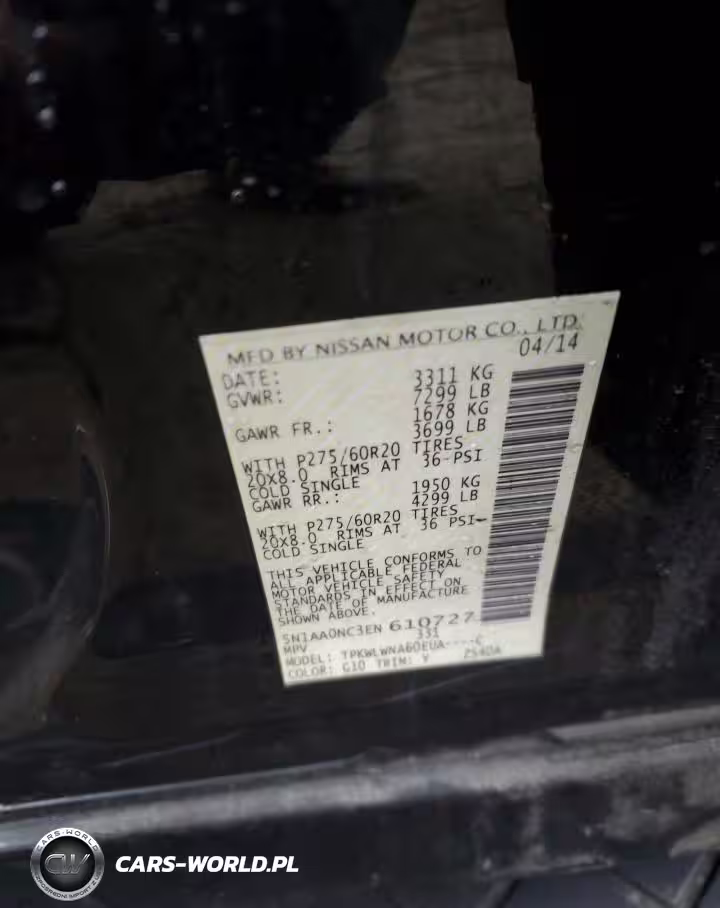 MFD BY NISSAN MOTOR CO., LTD.
DATE: 04/14
GVWR: 3311 KG
7299 LB
GAWR FR.: 1678 KG
3699 LB
WITH P275/60R20 TIRES
20X8.0 RIMS AT 36 PSI
COLD SINGLE
GAWR RR.: 1950 KG
4299 LB
WITH P275/60R20 TIRES
20X8.0 RIMS AT 36 PSI
COLD SINGLE
THIS VEHICLE CONFORMS TO
ALL APPLICABLE FEDERAL
MOTOR VEHICLE SAFETY
STANDARDS IN EFFECT ON
THE DATE OF MANUFACTURE
SHOWN ABOVE.
5N1AA0NC3EN 610727
MPV 331
MODEL: TPKWLWNA60EUA----C
COLOR: G10 TRIM: Y
CARS-WORLD
CW
CARS-WORLD.PL